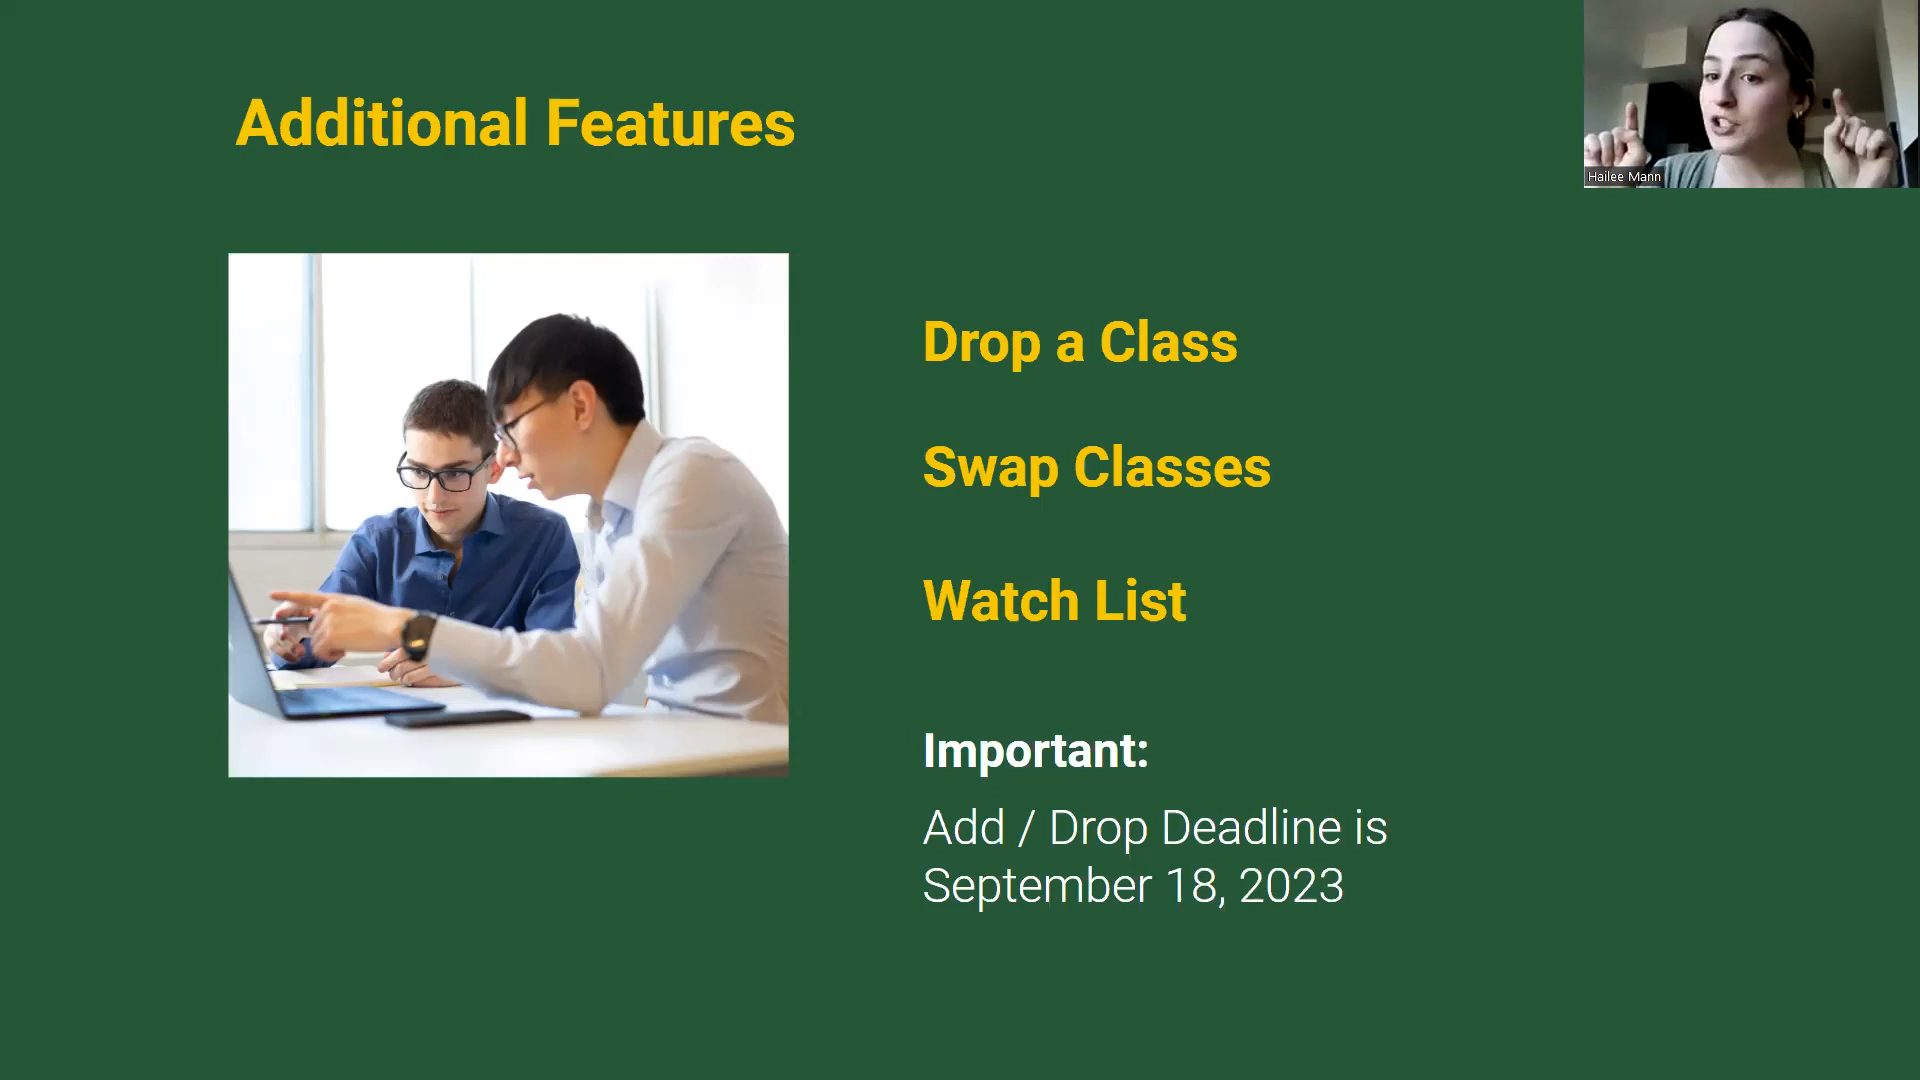 Additional Features
Hailee Mann
Drop a Class
Swap Classes
Watch List
Important:
Add / Drop Deadline is
September 18, 2023